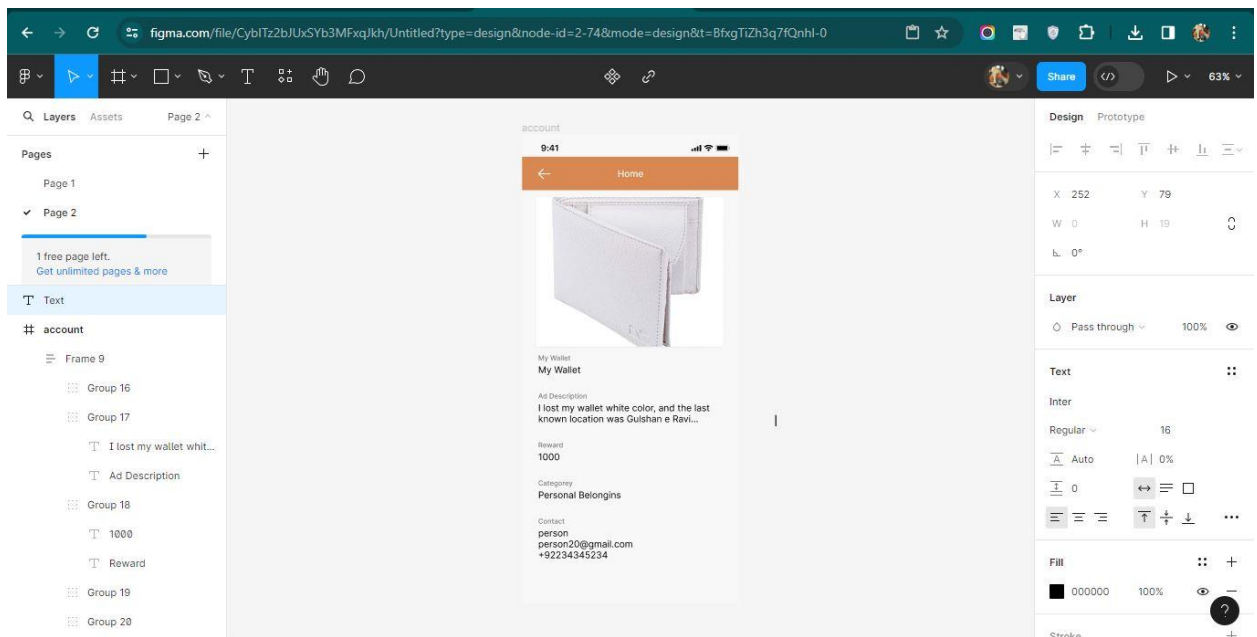 figma.com/file/CybITz2bJUxSYb3MFxqJkh/Untitled?type=design&node-id=2-74&mode=design&t=BfxgTiZh3q7fQnhI-0
Share
</>
63%
Layers Assets Page 2
Pages
Page 1
Page 2
1 free page left.
Get unlimited pages & more
Text
account
Frame 9
Group 16
Group 17
I lost my wallet whit...
Ad Description
Group 18
1000
Reward
Group 19
Group 20
account
9:41
Home
My Wallet
My Wallet
Ad Description
I lost my wallet white color, and the last
known location was Gulshan e Ravi...
Reward
1000
Categorey
Personal Belongins
Contact
person
person20@gmail.com
+92234345234
Design Prototype
X 252 Y 79
W 0 H 19
0°
Layer
Pass through 100%
Text
Inter
Regular 16
A Auto |A| 0%
0
Fill
000000 100%
?
Stroke